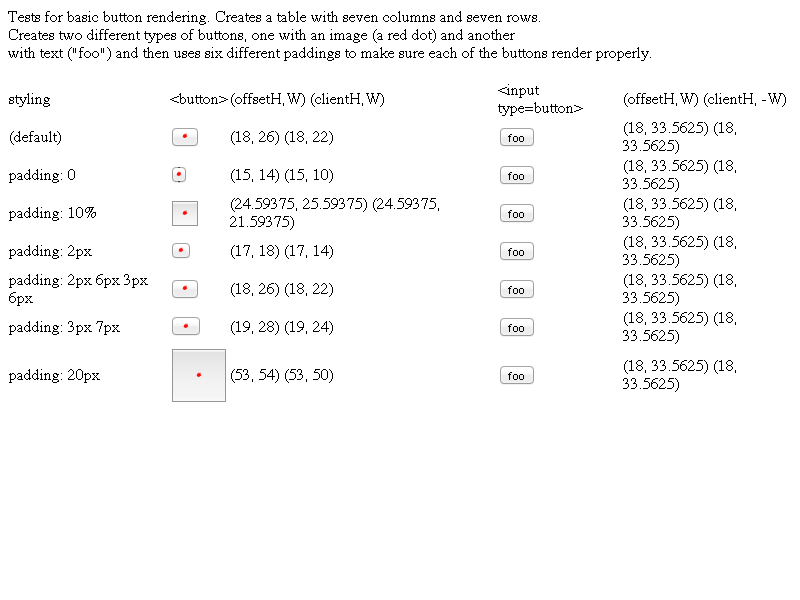 Tests for basic button rendering. Creates a table with seven columns and seven rows.
Creates two different types of buttons, one with an image (a red dot) and another
with text ("foo") and then uses six different paddings to make sure each of the buttons render properly.
styling <button> (offsetH, W) (clientH, W) <input type=button> (offsetH, W) (clientH, -W)
(default) (18, 26) (18, 22) foo (18, 33.5625) (18, 33.5625)
padding: 0 (15, 14) (15, 10) foo (18, 33.5625) (18, 33.5625)
padding: 10% (24.59375, 25.59375) (24.59375, 21.59375) foo (18, 33.5625) (18, 33.5625)
padding: 2px (17, 18) (17, 14) foo (18, 33.5625) (18, 33.5625)
padding: 2px 6px 3px 6px (18, 26) (18, 22) foo (18, 33.5625) (18, 33.5625)
padding: 3px 7px (19, 28) (19, 24) foo (18, 33.5625) (18, 33.5625)
padding: 20px (53, 54) (53, 50) foo (18, 33.5625) (18, 33.5625)